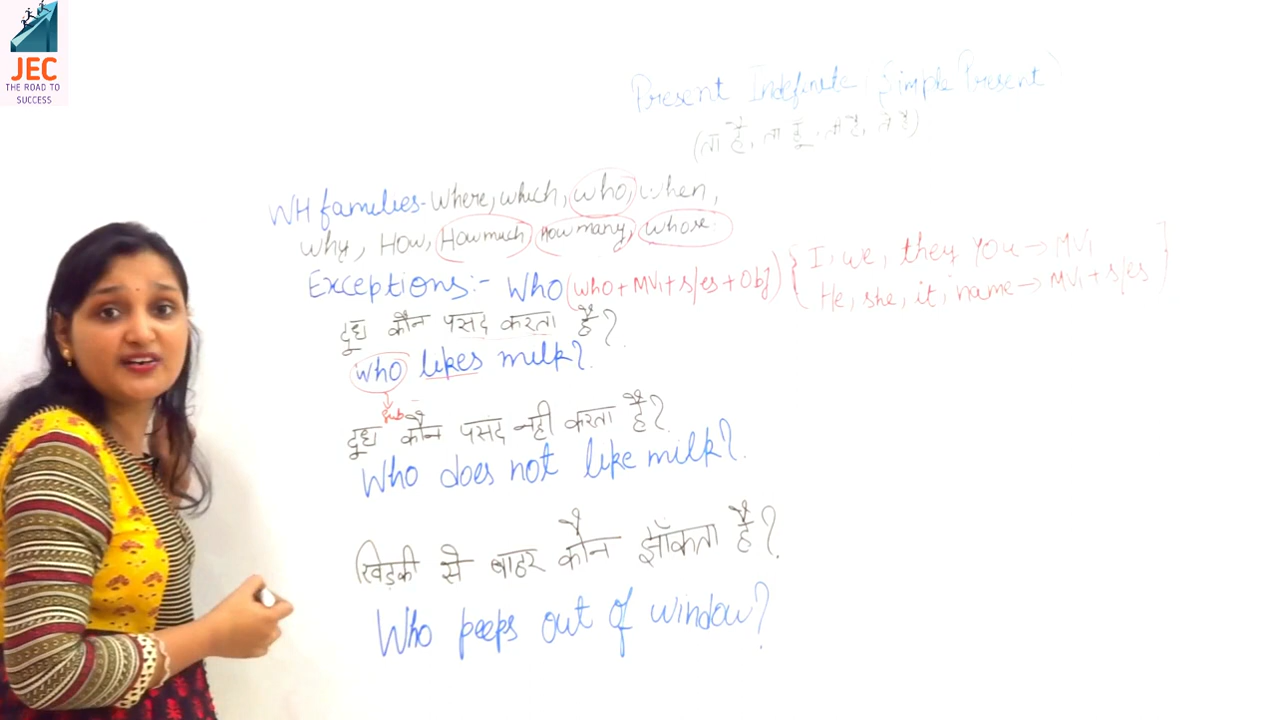 JEC
THE ROAD TO
SUCCESS
Present Indefinite (Simple Present)
(ता है, ता हूँ, ती है, ते है)
WH families - Where, which, who, when,
why, How, How much, How many, whose.
Exceptions:- Who (who + MV1 + s/es + Obj) { I, we, they You → MV1
He, she, it, name → MV1 + s/es
दूध कौन पसंद करता है?
who likes milk?
Sub
दूध कौन पसंद नही करता है?
Who does not like milk?
खिड़की से बाहर कौन झाँकता है?
Who peeps out of window?